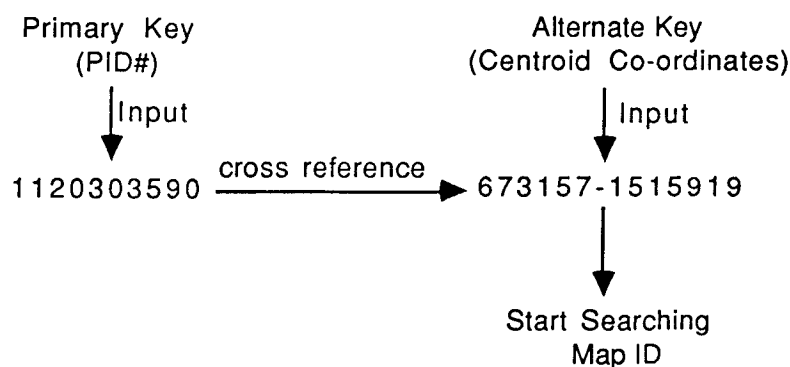 Primary Key
(PID#)
Input
1120303590
cross reference
Alternate Key
(Centroid Co-ordinates)
Input
673157-1515919
Start Searching
Map ID